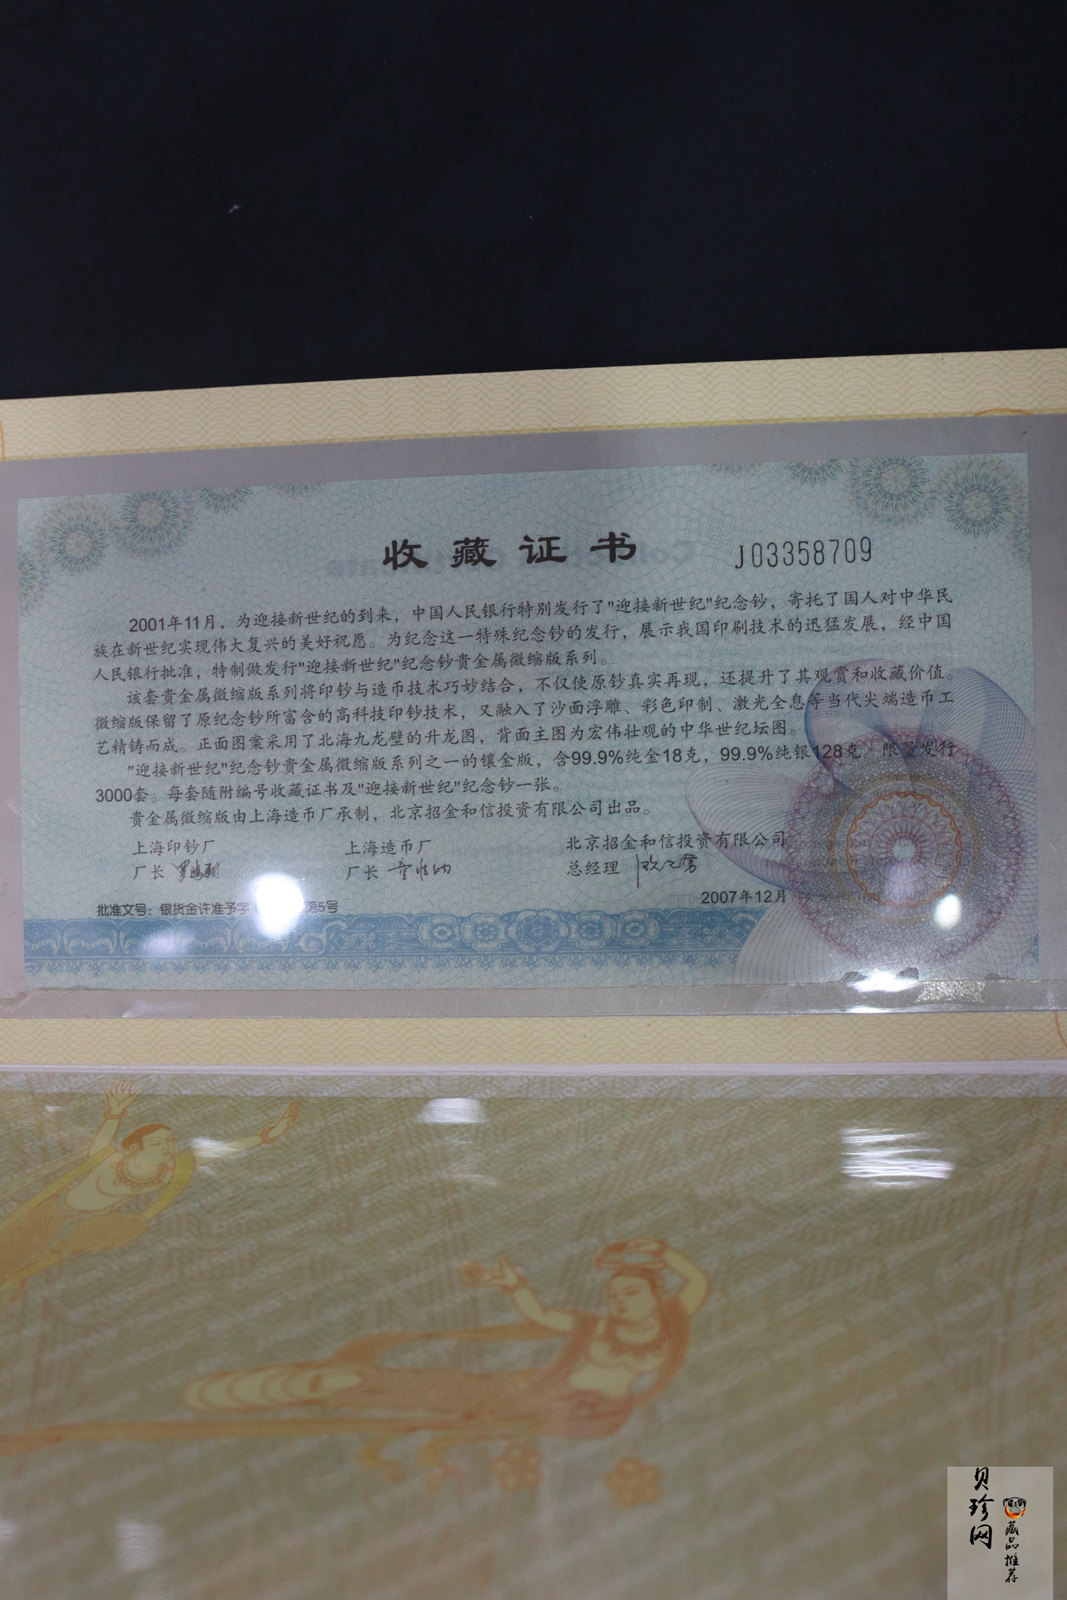 收藏证书
J03358709
2001年11月，为迎接新世纪的到来，中国人民银行特别发行了"迎接新世纪"纪念钞，寄托了国人对中华民
族在新世纪实现伟大复兴的美好祝愿。为纪念这一特殊纪念钞的发行，展示我国印刷技术的迅猛发展，经中国
人民银行批准，特制做发行"迎接新世纪"纪念钞贵金属微缩版系列。
该套贵金属微缩版系列将印钞与造币技术巧妙结合，不仅使原钞真实再现，还提升了其观赏和收藏价值。
微缩版保留了原纪念钞所富含的高科技印钞技术，又融入了沙面浮雕、彩色印制、激光全息等当代尖端造币工
艺精铸而成。正面图案采用了北海九龙壁的升龙图，背面主图为宏伟壮观的中华世纪坛图。
"迎接新世纪"纪念钞贵金属微缩版系列之一的镶金版，含99.9%纯金18克，99.9%纯银128克，限量发行
3000套。每套随附编号收藏证书及"迎接新世纪"纪念钞一张。
贵金属微缩版由上海造币厂承制，北京招金和信投资有限公司出品。
上海印钞厂 上海造币厂 北京招金和信投资有限公司
厂长 厂长 总经理
2007年12月
批准文号：银货金许准予字 第5号
贝珍网
藏品推荐